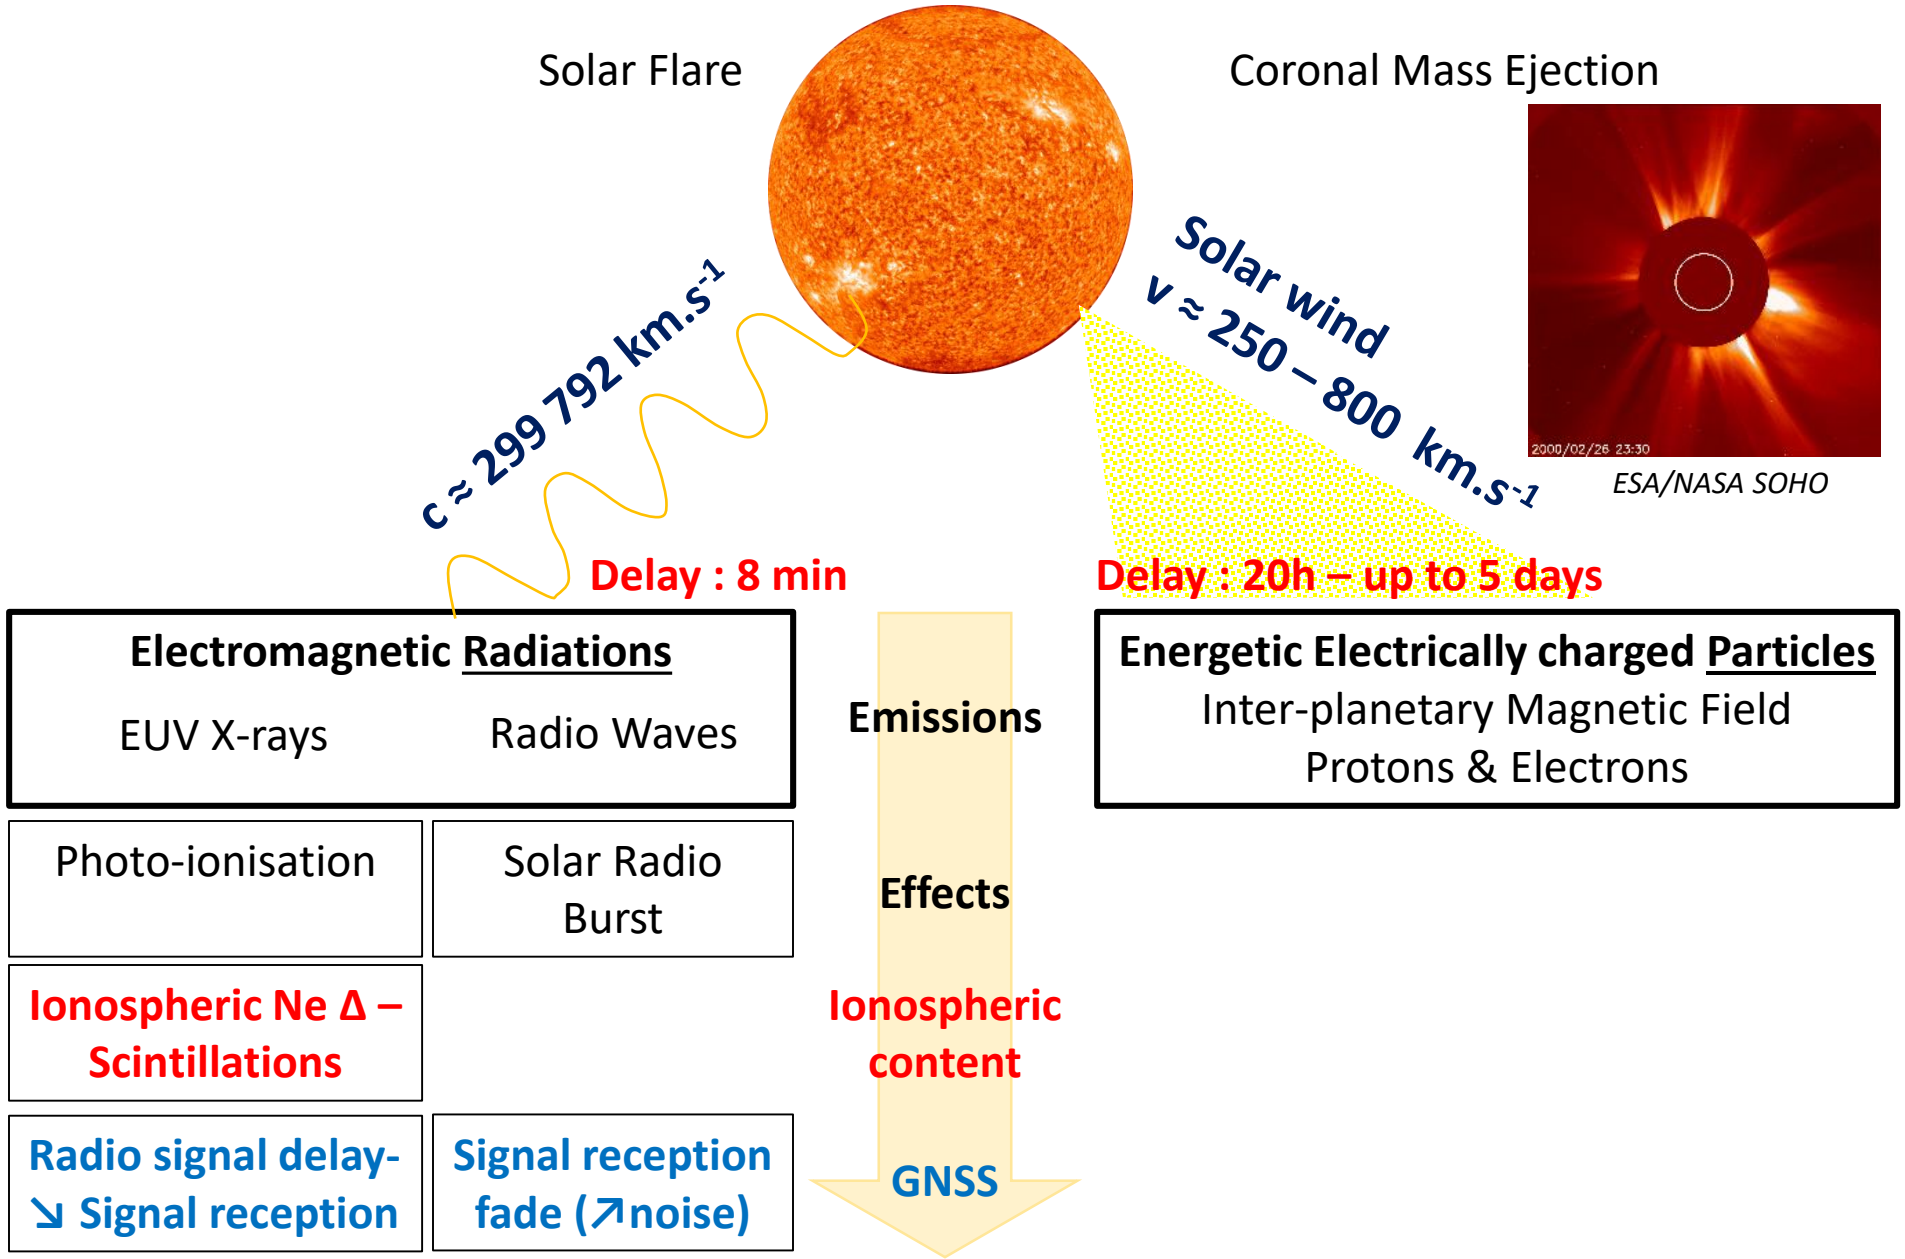 Solar Flare
Coronal Mass Ejection
c ≈ 299 792 km.s⁻¹
Solar wind
v ≈ 250 – 800 km.s⁻¹
2000/02/26 23:30
ESA/NASA SOHO
Delay : 8 min
Delay : 20h – up to 5 days
Electromagnetic Radiations
EUV X-rays
Radio Waves
Emissions
Energetic Electrically charged Particles
Inter-planetary Magnetic Field
Protons & Electrons
Photo-ionisation
Solar Radio
Burst
Effects
Ionospheric Ne Δ –
Scintillations
Ionospheric
content
Radio signal delay-
↘ Signal reception
Signal reception
fade (↗noise)
GNSS